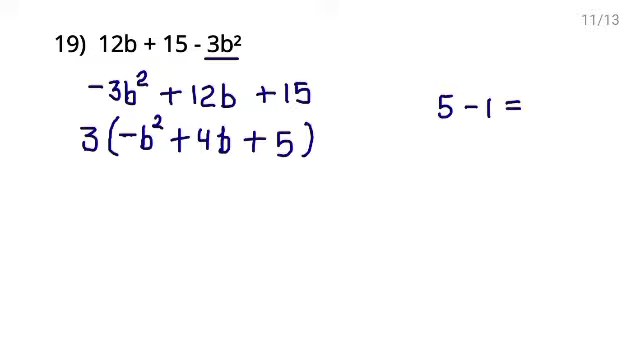 11/13
19) 12b + 15 - 3b²
-3b² + 12b + 15
3(-b² + 4b + 5)
5 - 1 =